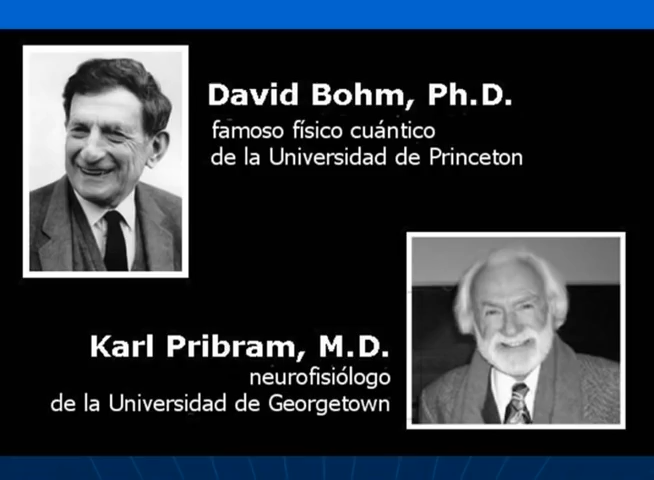 David Bohm, Ph.D.
famoso físico cuántico
de la Universidad de Princeton
Karl Pribram, M.D.
neurofisiólogo
de la Universidad de Georgetown